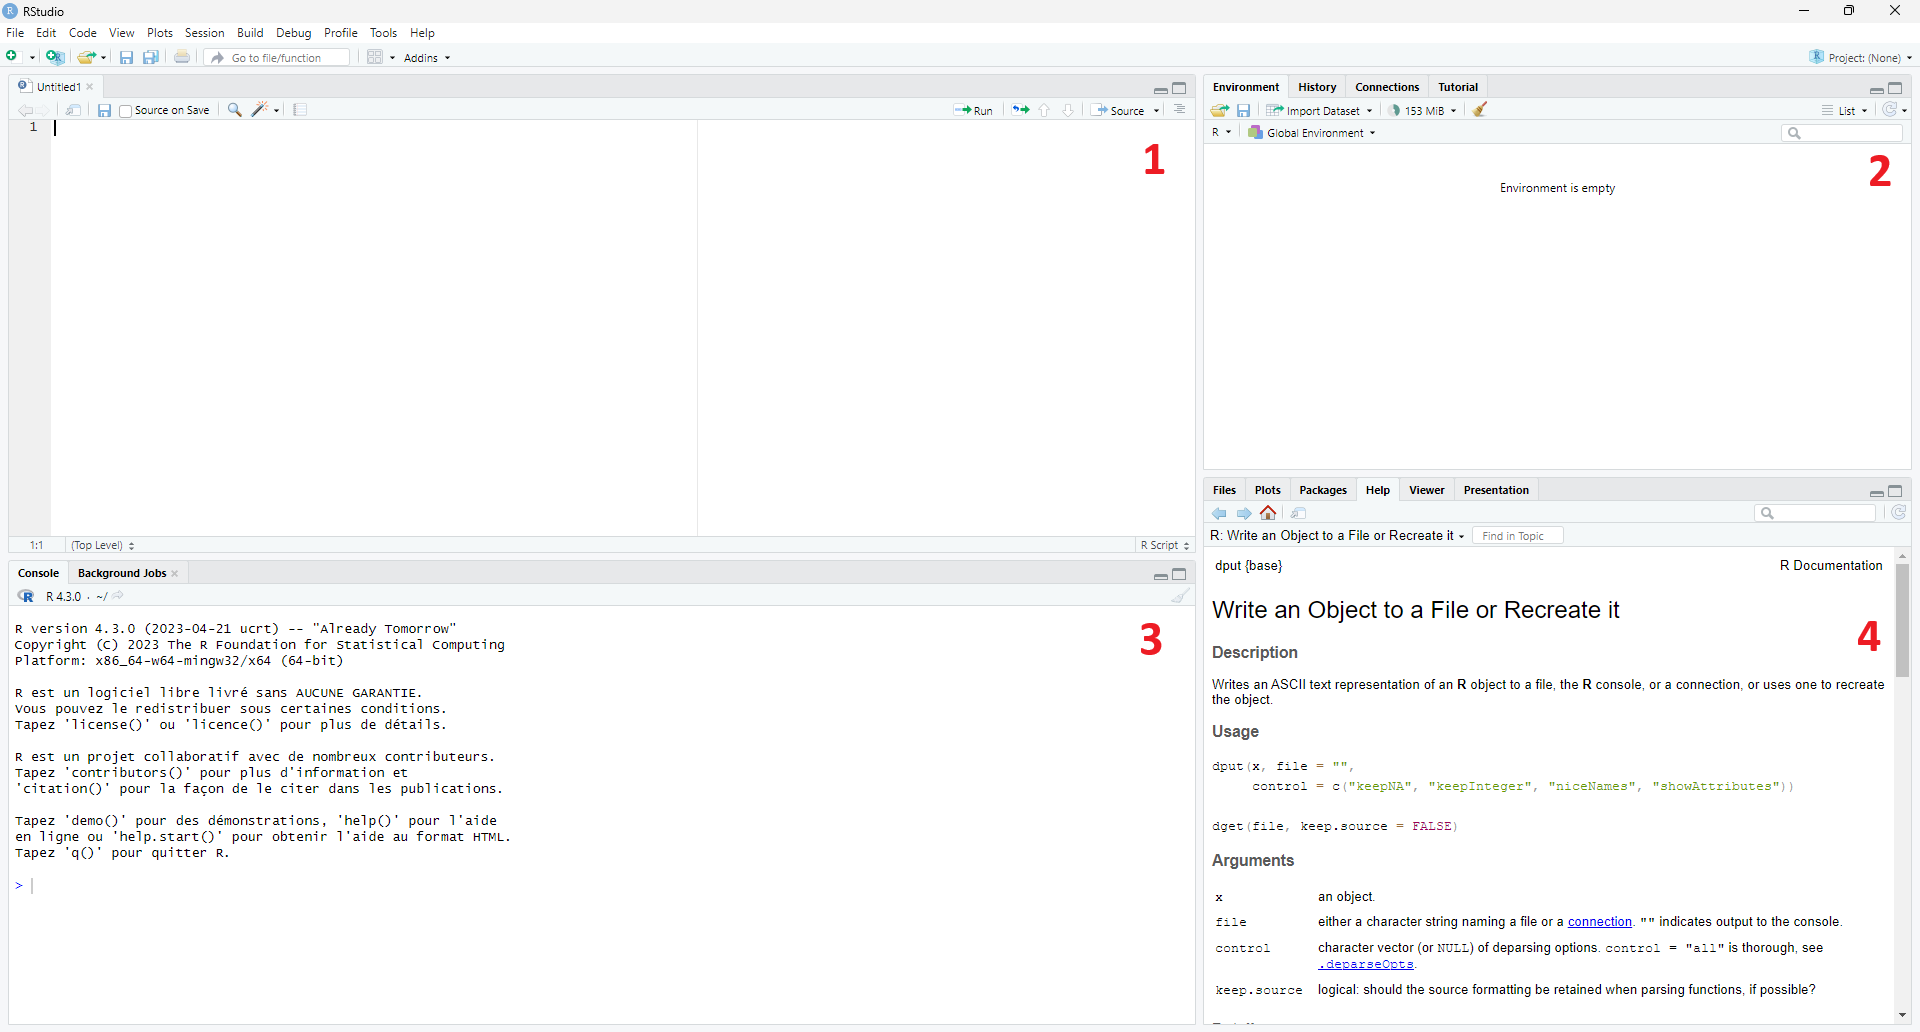 RStudio
File Edit Code View Plots Session Build Debug Profile Tools Help
Go to file/function Addins Project: (None)
Untitled1
Source on Save Run Source
1
1
1:1 (Top Level) R Script
Environment History Connections Tutorial
Import Dataset 153 MiB List
R Global Environment
2
Environment is empty
Console Background Jobs
R 4.3.0 · ~/
3
R version 4.3.0 (2023-04-21 ucrt) -- "Already Tomorrow"
Copyright (C) 2023 The R Foundation for Statistical Computing
Platform: x86_64-w64-mingw32/x64 (64-bit)
R est un logiciel libre livré sans AUCUNE GARANTIE.
Vous pouvez le redistribuer sous certaines conditions.
Tapez 'license()' ou 'licence()' pour plus de détails.
R est un projet collaboratif avec de nombreux contributeurs.
Tapez 'contributors()' pour plus d'information et
'citation()' pour la façon de le citer dans les publications.
Tapez 'demo()' pour des démonstrations, 'help()' pour l'aide
en ligne ou 'help.start()' pour obtenir l'aide au format HTML.
Tapez 'q()' pour quitter R.
>
Files Plots Packages Help Viewer Presentation
R: Write an Object to a File or Recreate it Find in Topic
dput {base} R Documentation
Write an Object to a File or Recreate it
4
Description
Writes an ASCII text representation of an R object to a file, the R console, or a connection, or uses one to recreate
the object.
Usage
dput(x, file = "",
control = c("keepNA", "keepInteger", "niceNames", "showAttributes"))
dget(file, keep.source = FALSE)
Arguments
x an object.
file either a character string naming a file or a connection. "" indicates output to the console.
control character vector (or NULL) of deparsing options. control = "all" is thorough, see
.deparseOpts.
keep.source logical: should the source formatting be retained when parsing functions, if possible?